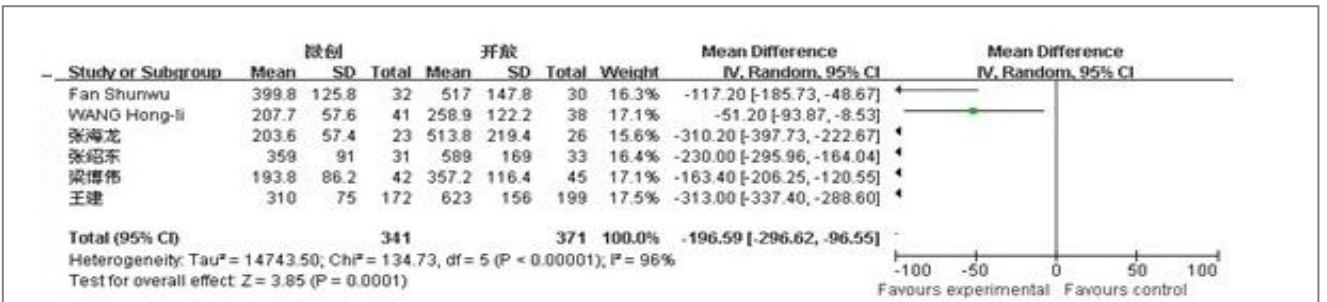 微创 开放 Mean Difference Mean Difference
Study or Subgroup Mean SD Total Mean SD Total Weight IV, Random, 95% CI IV, Random, 95% CI
Fan Shunwu 399.8 125.8 32 517 147.8 30 16.3% -117.20 [-185.73, -48.67]
WANG Hong-li 207.7 57.6 41 258.9 122.2 38 17.1% -51.20 [-93.87, -8.53]
张海龙 203.6 57.4 23 513.8 219.4 26 15.6% -310.20 [-397.73, -222.67]
张绍东 359 91 31 589 169 33 16.4% -230.00 [-295.96, -164.04]
梁博伟 193.8 86.2 42 357.2 116.4 45 17.1% -163.40 [-206.25, -120.55]
王建 310 75 172 623 156 199 17.5% -313.00 [-337.40, -288.60]
Total (95% CI) 341 371 100.0% -196.59 [-296.62, -96.55]
Heterogeneity: Tau² = 14743.50; Chi² = 134.73, df = 5 (P < 0.00001); I² = 96%
Test for overall effect: Z = 3.85 (P = 0.0001)
-100 -50 0 50 100
Favours experimental Favours control